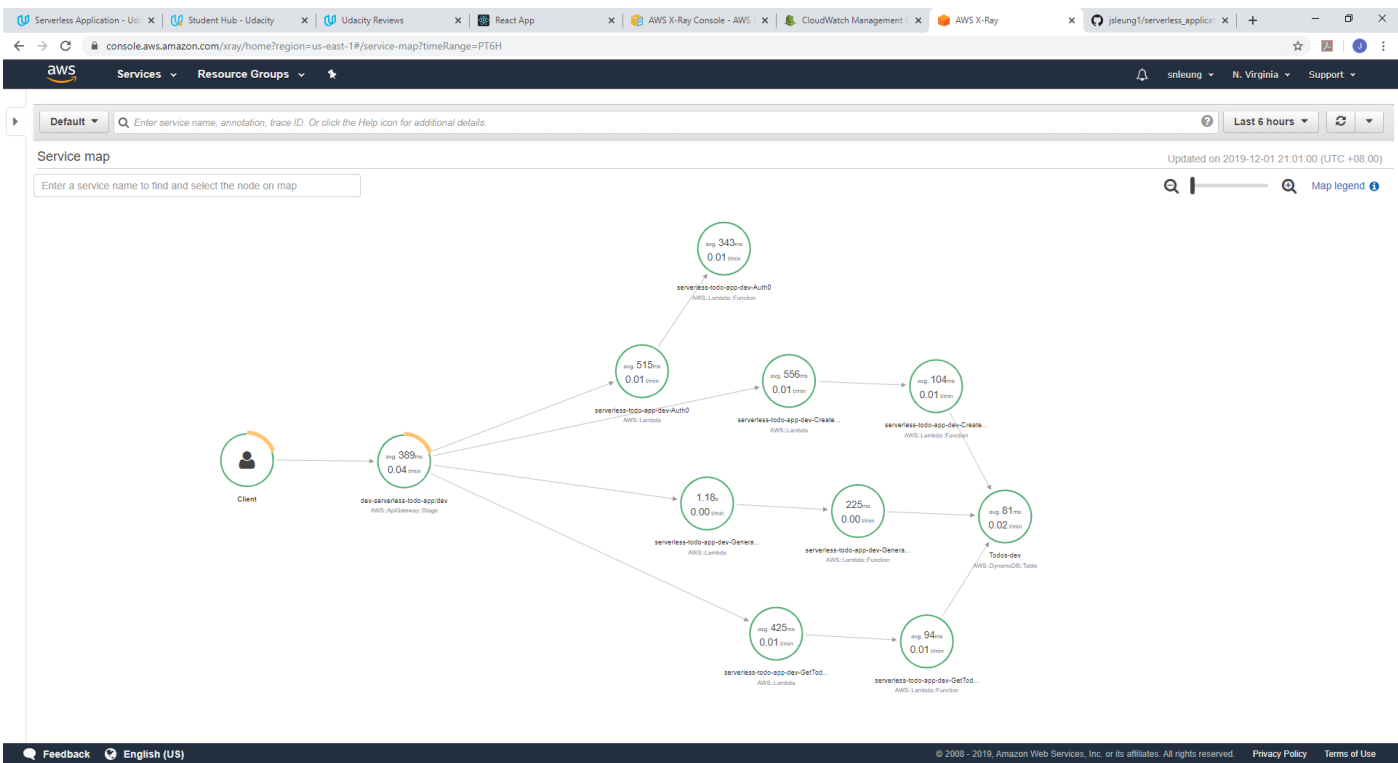 Serverless Application - Uda
Student Hub - Udacity
Udacity Reviews
React App
AWS X-Ray Console - AWS
CloudWatch Management C
AWS X-Ray
jsleung1/serverless_applicat
console.aws.amazon.com/xray/home?region=us-east-1#/service-map?timeRange=PT6H
J
aws
Services
Resource Groups
snleung
N. Virginia
Support
Default
Enter service name, annotation, trace ID. Or click the Help icon for additional details.
Last 6 hours
Service map
Updated on 2019-12-01 21:01:00 (UTC +08:00)
Enter a service name to find and select the node on map
Map legend
avg. 343ms
0.01 t/min
serverless-todo-app-dev-Auth0
AWS::Lambda::Function
avg. 515ms
0.01 t/min
serverless-todo-app-dev-Auth0
AWS::Lambda
avg. 556ms
0.01 t/min
serverless-todo-app-dev-Create...
AWS::Lambda
avg. 104ms
0.01 t/min
serverless-todo-app-dev-Create...
AWS::Lambda::Function
Client
avg. 389ms
0.04 t/min
dev-serverless-todo-app/dev
AWS::ApiGateway::Stage
1.18s
0.00 t/min
serverless-todo-app-dev-Genera...
AWS::Lambda
225ms
0.00 t/min
serverless-todo-app-dev-Genera...
AWS::Lambda::Function
avg. 81ms
0.02 t/min
Todos-dev
AWS::DynamoDB::Table
avg. 425ms
0.01 t/min
serverless-todo-app-dev-GetTod...
AWS::Lambda
avg. 94ms
0.01 t/min
serverless-todo-app-dev-GetTod...
AWS::Lambda::Function
Feedback
English (US)
© 2008 - 2019, Amazon Web Services, Inc. or its affiliates. All rights reserved.
Privacy Policy
Terms of Use